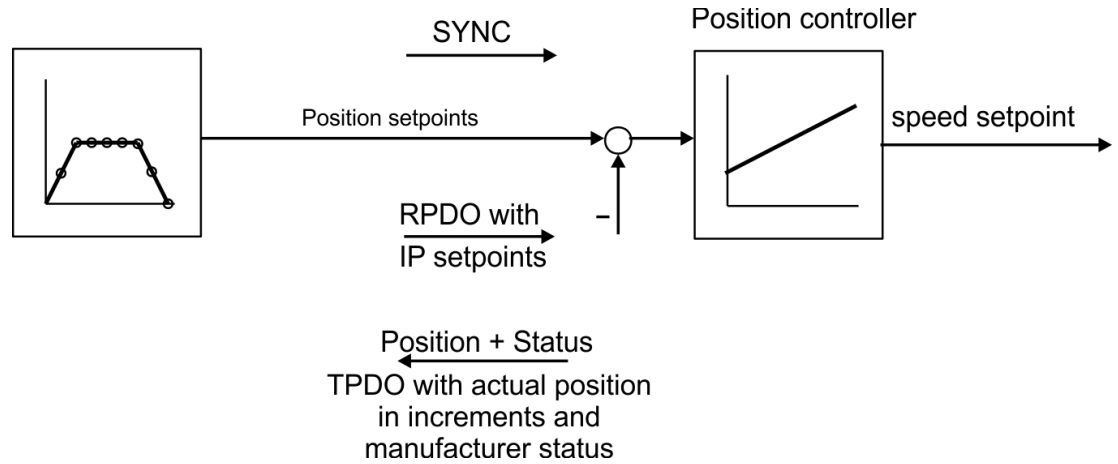 Position controller
SYNC
Position setpoints
speed setpoint
RPDO with
IP setpoints
–
Position + Status
TPDO with actual position
in increments and
manufacturer status